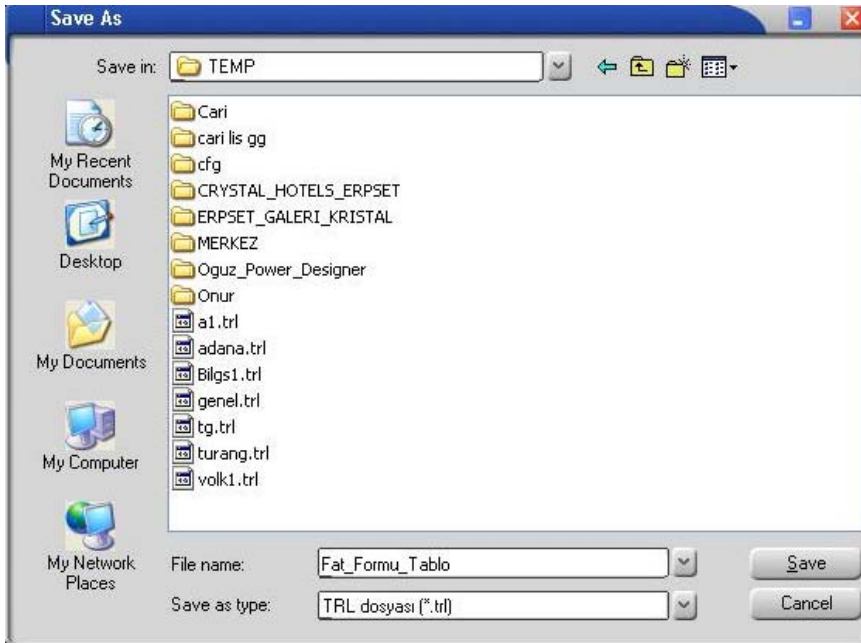 Save As
Save in:
TEMP
My Recent
Documents
Desktop
My Documents
My Computer
My Network
Places
Cari
cari lis gg
cfg
CRYSTAL_HOTELS_ERPSET
ERPSET_GALERI_KRISTAL
MERKEZ
Oguz_Power_Designer
Onur
a1.trl
adana.trl
Bilgs1.trl
genel.trl
tg.trl
turang.trl
volk1.trl
File name:
Fat_Formu_Tablo
Save
Save as type:
TRL dosyası (*.trl)
Cancel